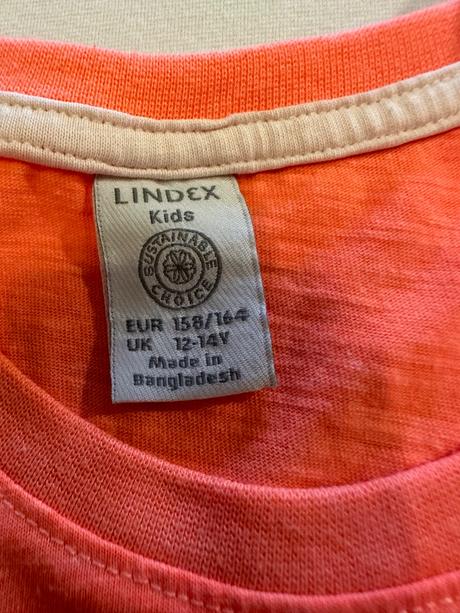 LINDEX
Kids
SUSTAINABLE
CHOICE
EUR 158/164
UK 12-14Y
Made in
Bangladesh